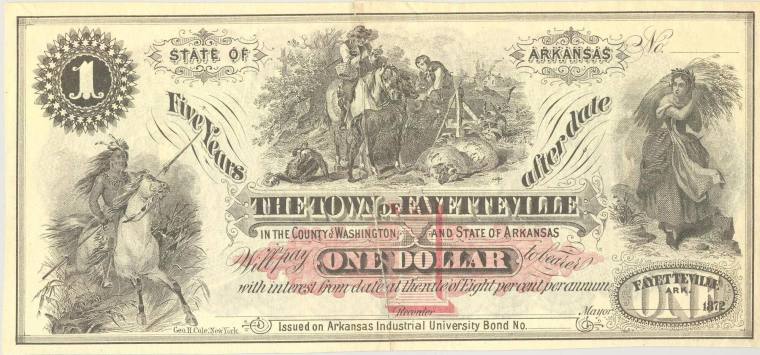 1
STATE OF
ARKANSAS
No.
Five Years
after date
THE TOWN OF FAYETTEVILLE
IN THE COUNTY OF WASHINGTON, AND STATE OF ARKANSAS
Will pay ONE DOLLAR to bearer
with interest from date at the rate of Eight percent per annum.
1
Recorder
Mayor
FAYETTEVILLE
ONE
ARK.
1872
Geo. H. Cole, New York.
Issued on Arkansas Industrial University Bond No.